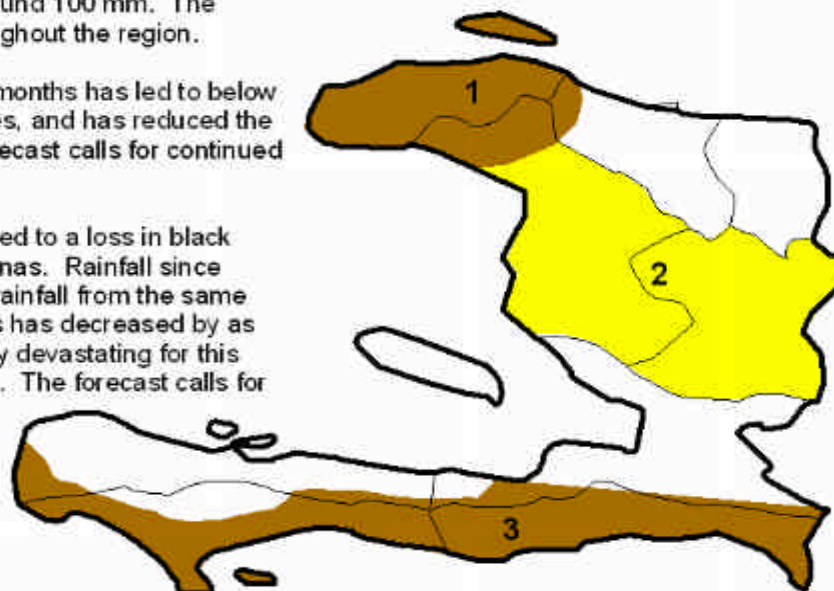 ound 100 mm. The
ghout the region.
months has led to below
es, and has reduced the
ecast calls for continued
ed to a loss in black
nas. Rainfall since
rainfall from the same
s has decreased by as
y devastating for this
. The forecast calls for
1
2
3